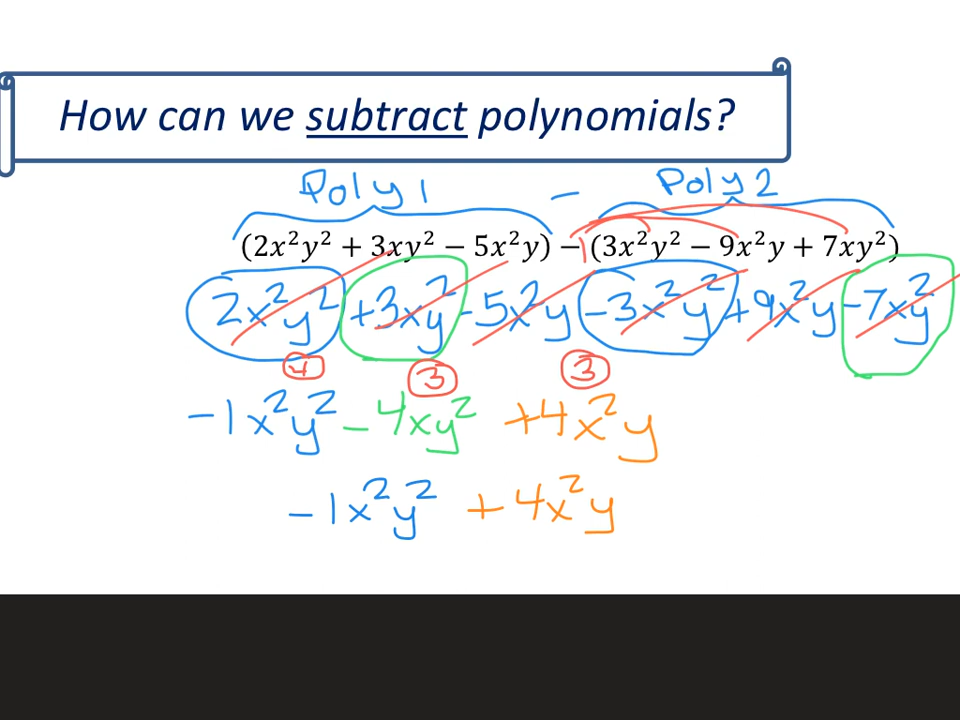 How can we subtract polynomials?
Poly 1 - Poly 2
(2x²y² + 3xy² − 5x²y) − 1(3x²y² − 9x²y + 7xy²)
2x²y² +3xy² -5x²y -3x²y² +9x²y -7xy²
4 3 3
-1x²y² -4xy² +4x²y
-1x²y² +4x²y